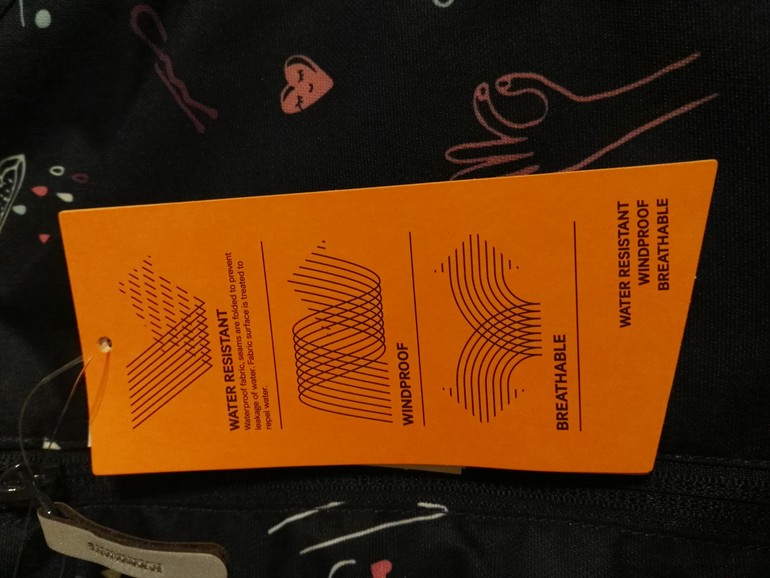 WATER RESISTANT
Waterproof fabric, seams are folded to prevent
leakage of water. Fabric surface is treated to
repel water.
WINDPROOF
BREATHABLE
WATER RESISTANT
WINDPROOF
BREATHABLE